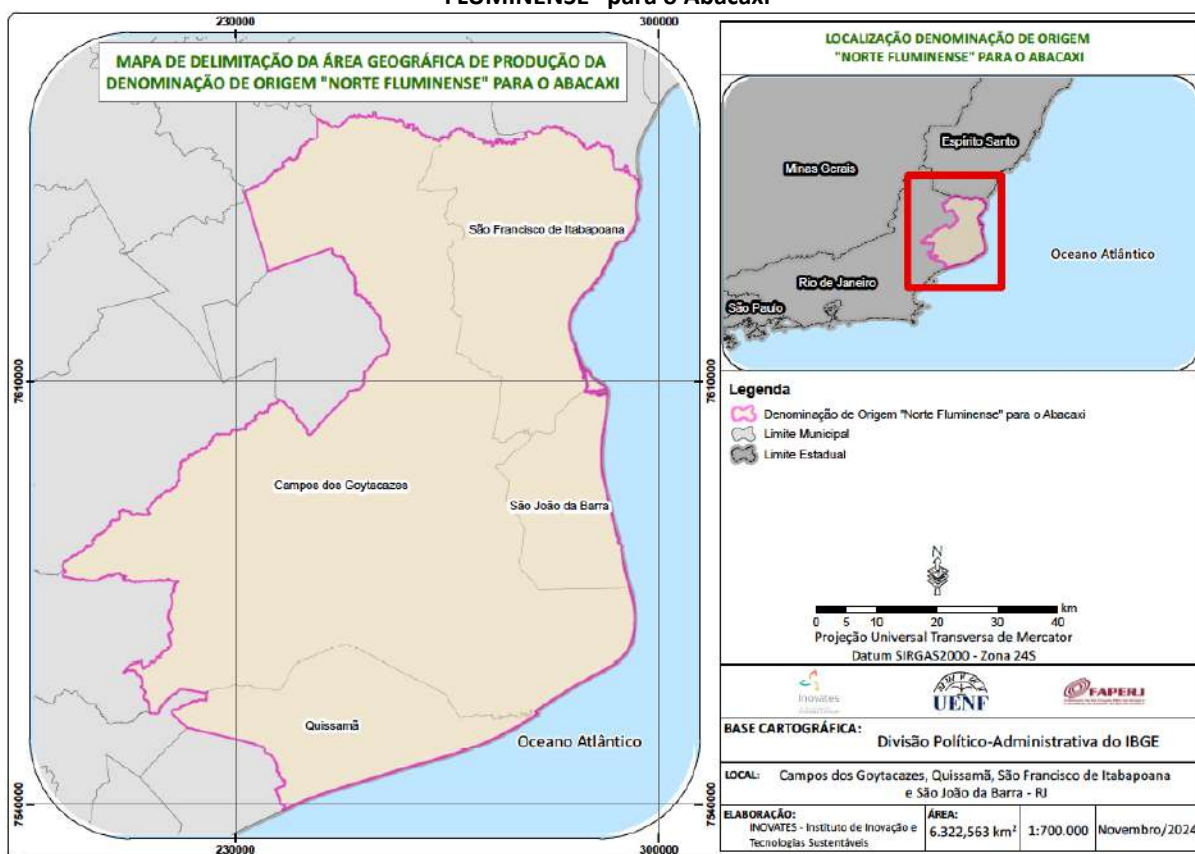 FLUMINENSE" para o Abacaxi
230000
300000
MAPA DE DELIMITAÇÃO DA ÁREA GEOGRÁFICA DE PRODUÇÃO DA
DENOMINAÇÃO DE ORIGEM "NORTE FLUMINENSE" PARA O ABACAXI
São Francisco de Itabapoana
7610000
7610000
Campos dos Goytacazes
São João da Barra
Quissamã
Oceano Atlântico
7540000
7540000
230000
300000
LOCALIZAÇÃO DENOMINAÇÃO DE ORIGEM
"NORTE FLUMINENSE" PARA O ABACAXI
Espírito Santo
Minas Gerais
Oceano Atlântico
Rio de Janeiro
São Paulo
Legenda
Denominação de Origem "Norte Fluminense" para o Abacaxi
Limite Municipal
Limite Estadual
N
km
0 5 10 20 30 40
Projeção Universal Transversa de Mercator
Datum SIRGAS2000 - Zona 24S
Inovates
UENF
FAPERJ
BASE CARTOGRÁFICA:
Divisão Político-Administrativa do IBGE
LOCAL: Campos dos Goytacazes, Quissamã, São Francisco de Itabapoana
e São João da Barra - RJ
ELABORAÇÃO:
INOVATES - Instituto de Inovação e
Tecnologias Sustentáveis
ÁREA:
6.322,563 km²
1:700.000
Novembro/2024